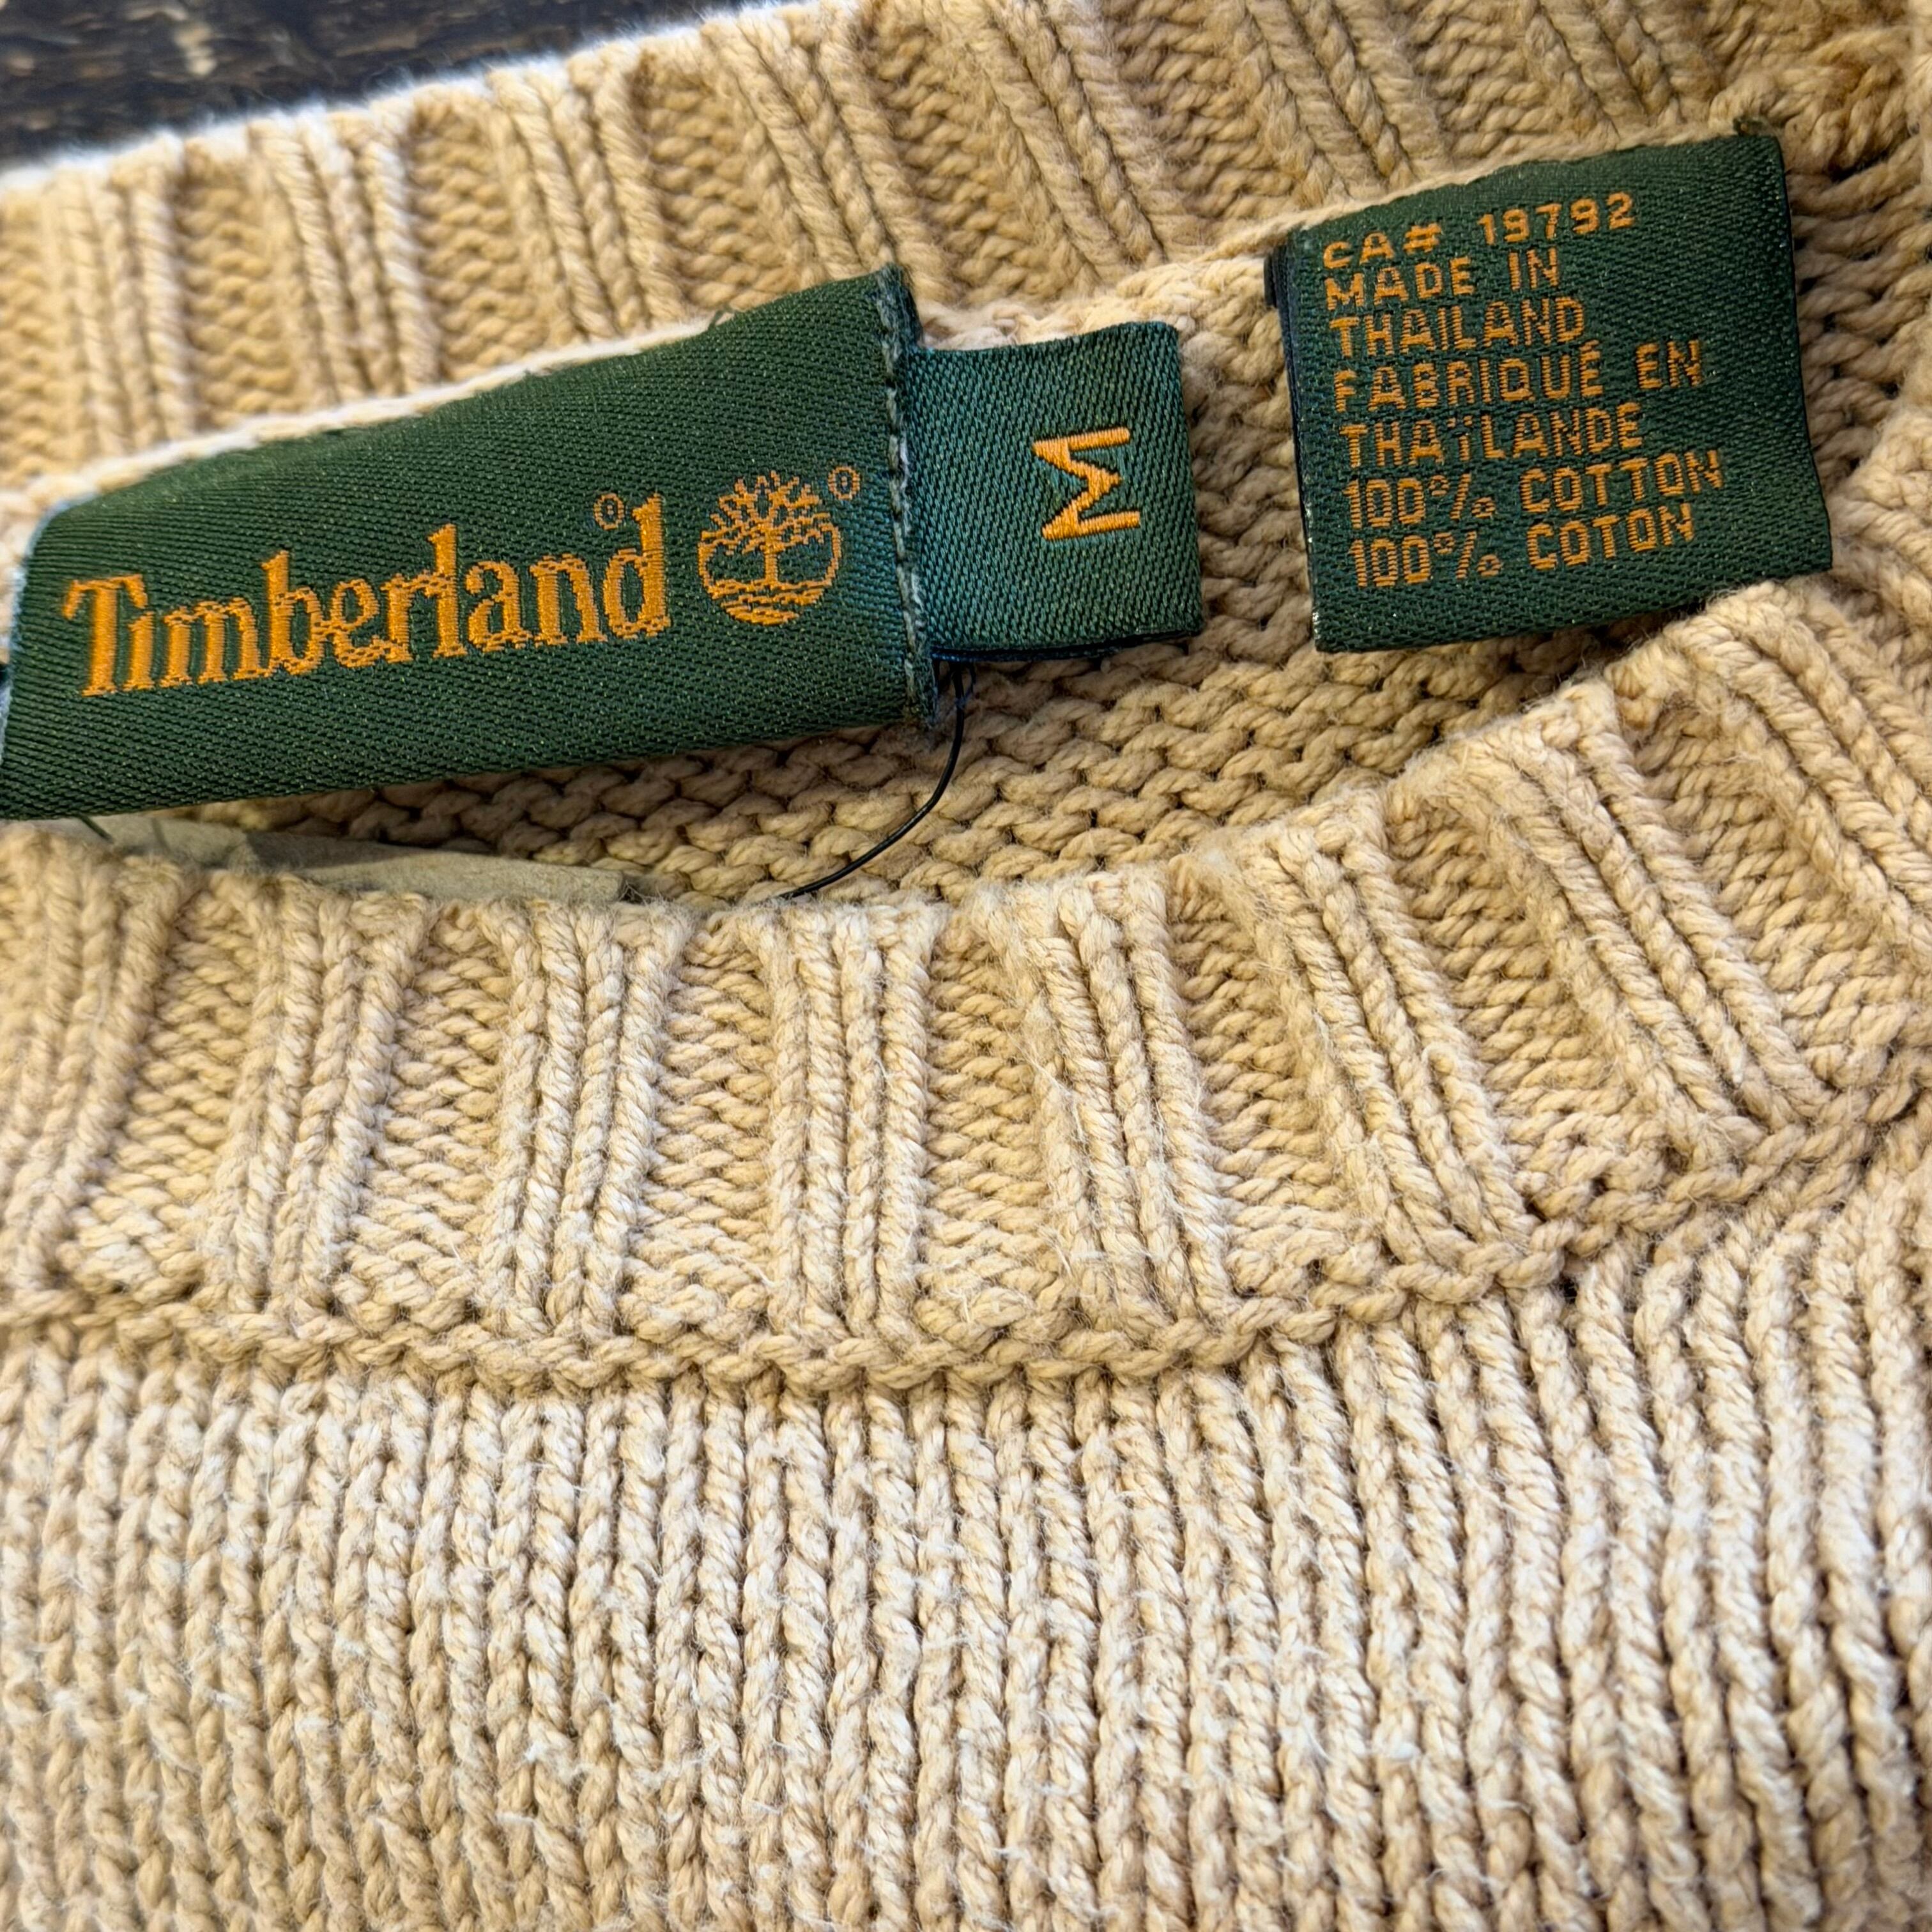 Timberland®
®
M
CA# 19792
MADE IN
THAILAND
FABRIQUÉ EN
THAÏLANDE
100% COTTON
100% COTON